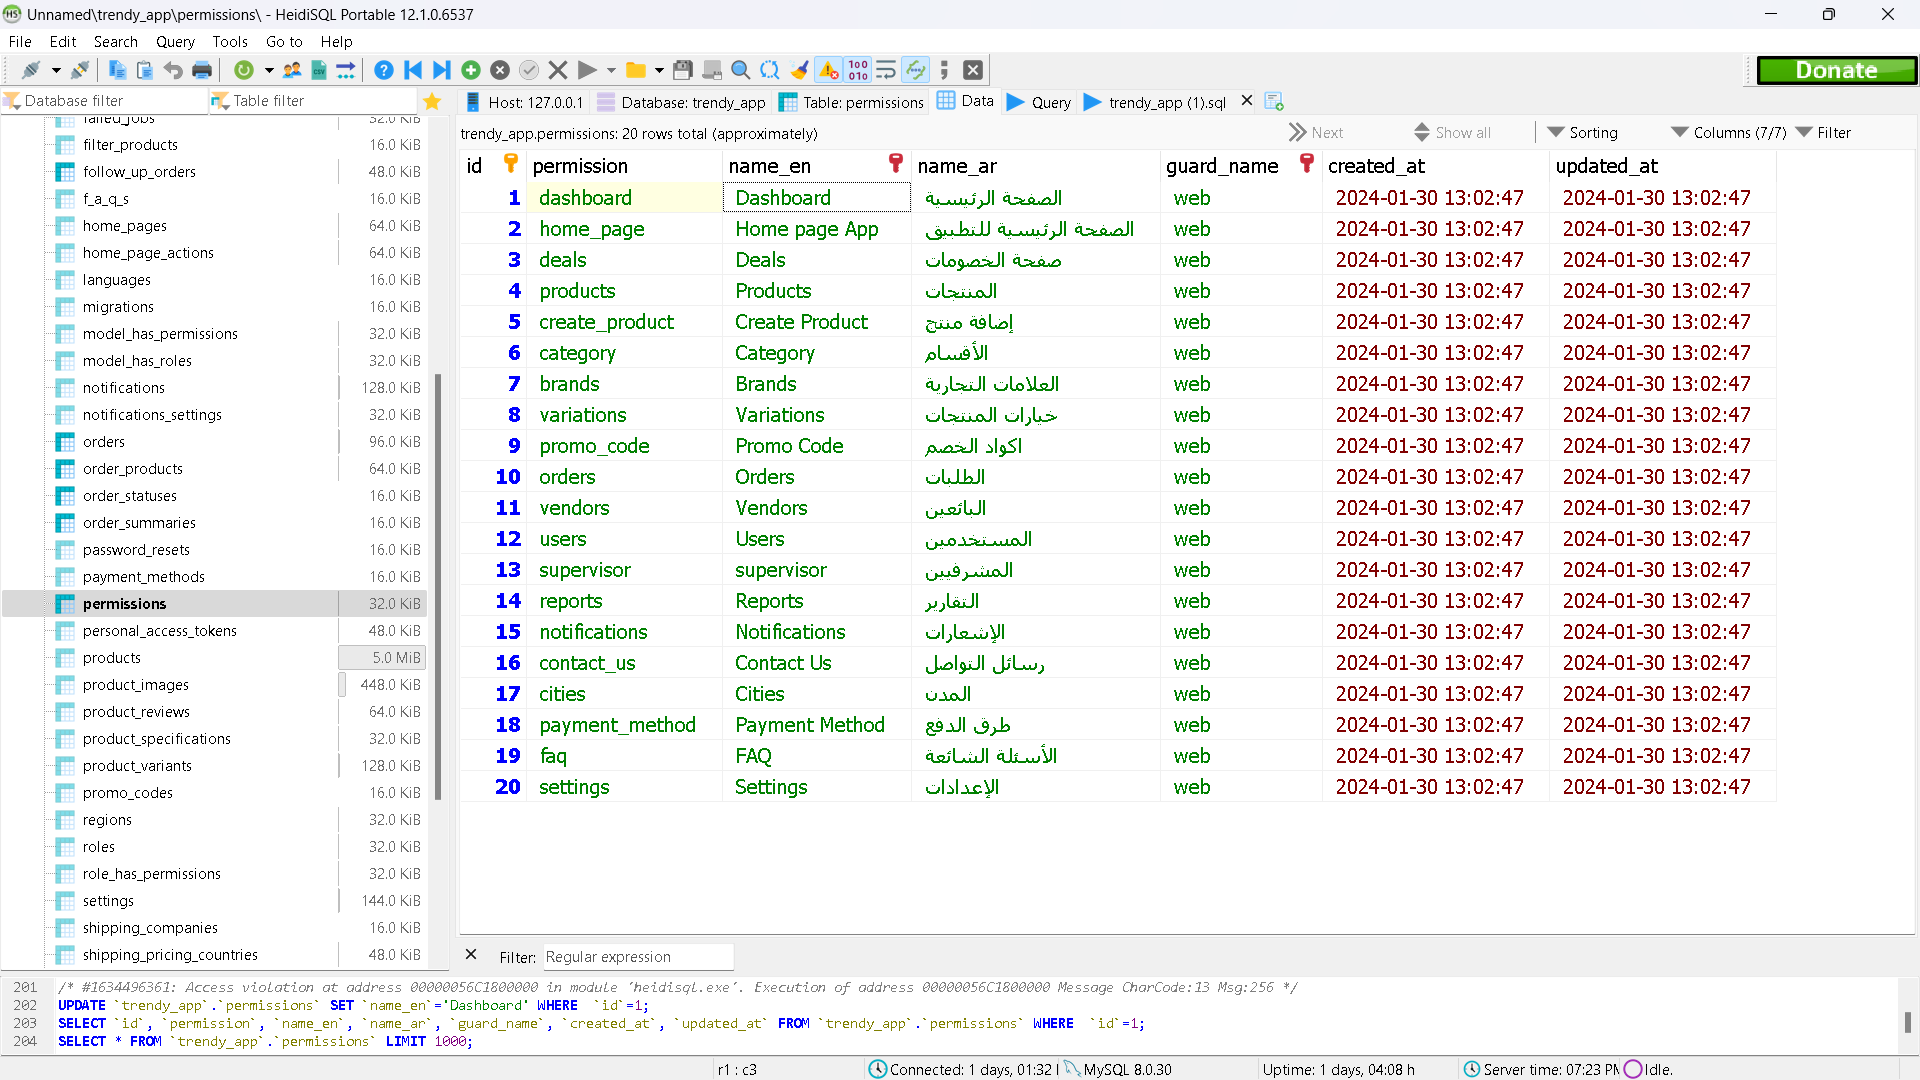 Unnamed\trendy_app\permissions\ - HeidiSQL Portable 12.1.0.6537
File Edit Search Query Tools Go to Help
Donate
Database filter Table filter
Host: 127.0.0.1 Database: trendy_app Table: permissions Data Query trendy_app (1).sql
trendy_app.permissions: 20 rows total (approximately) Next Show all Sorting Columns (7/7) Filter
failed_jobs 32.0 KiB
filter_products 16.0 KiB
follow_up_orders 48.0 KiB
f_a_q_s 16.0 KiB
home_pages 64.0 KiB
home_page_actions 64.0 KiB
languages 16.0 KiB
migrations 16.0 KiB
model_has_permissions 32.0 KiB
model_has_roles 32.0 KiB
notifications 128.0 KiB
notifications_settings 32.0 KiB
orders 96.0 KiB
order_products 64.0 KiB
order_statuses 16.0 KiB
order_summaries 16.0 KiB
password_resets 16.0 KiB
payment_methods 16.0 KiB
permissions 32.0 KiB
personal_access_tokens 48.0 KiB
products 5.0 MiB
product_images 448.0 KiB
product_reviews 64.0 KiB
product_specifications 32.0 KiB
product_variants 128.0 KiB
promo_codes 16.0 KiB
regions 32.0 KiB
roles 32.0 KiB
role_has_permissions 32.0 KiB
settings 144.0 KiB
shipping_companies 16.0 KiB
shipping_pricing_countries 48.0 KiB
id permission name_en name_ar guard_name created_at updated_at
1 dashboard Dashboard الصفحة الرئيسية web 2024-01-30 13:02:47 2024-01-30 13:02:47
2 home_page Home page App الصفحة الرئيسية للتطبيق web 2024-01-30 13:02:47 2024-01-30 13:02:47
3 deals Deals صفحة الخصومات web 2024-01-30 13:02:47 2024-01-30 13:02:47
4 products Products المنتجات web 2024-01-30 13:02:47 2024-01-30 13:02:47
5 create_product Create Product إضافة منتج web 2024-01-30 13:02:47 2024-01-30 13:02:47
6 category Category الأقسام web 2024-01-30 13:02:47 2024-01-30 13:02:47
7 brands Brands العلامات التجارية web 2024-01-30 13:02:47 2024-01-30 13:02:47
8 variations Variations خيارات المنتجات web 2024-01-30 13:02:47 2024-01-30 13:02:47
9 promo_code Promo Code اكواد الخصم web 2024-01-30 13:02:47 2024-01-30 13:02:47
10 orders Orders الطلبات web 2024-01-30 13:02:47 2024-01-30 13:02:47
11 vendors Vendors البائعين web 2024-01-30 13:02:47 2024-01-30 13:02:47
12 users Users المستخدمين web 2024-01-30 13:02:47 2024-01-30 13:02:47
13 supervisor supervisor المشرفيين web 2024-01-30 13:02:47 2024-01-30 13:02:47
14 reports Reports التقارير web 2024-01-30 13:02:47 2024-01-30 13:02:47
15 notifications Notifications الإشعارات web 2024-01-30 13:02:47 2024-01-30 13:02:47
16 contact_us Contact Us رسائل التواصل web 2024-01-30 13:02:47 2024-01-30 13:02:47
17 cities Cities المدن web 2024-01-30 13:02:47 2024-01-30 13:02:47
18 payment_method Payment Method طرق الدفع web 2024-01-30 13:02:47 2024-01-30 13:02:47
19 faq FAQ الأسئلة الشائعة web 2024-01-30 13:02:47 2024-01-30 13:02:47
20 settings Settings الإعدادات web 2024-01-30 13:02:47 2024-01-30 13:02:47
Filter: Regular expression
201 /* #1634496361: Access violation at address 00000056C1800000 in module 'heidisql.exe'. Execution of address 00000056C1800000 Message CharCode:13 Msg:256 */
202 UPDATE `trendy_app`.`permissions` SET `name_en`='Dashboard' WHERE `id`=1;
203 SELECT `id`, `permission`, `name_en`, `name_ar`, `guard_name`, `created_at`, `updated_at` FROM `trendy_app`.`permissions` WHERE `id`=1;
204 SELECT * FROM `trendy_app`.`permissions` LIMIT 1000;
r1 : c3 Connected: 1 days, 01:32 MySQL 8.0.30 Uptime: 1 days, 04:08 h Server time: 07:23 Idle.